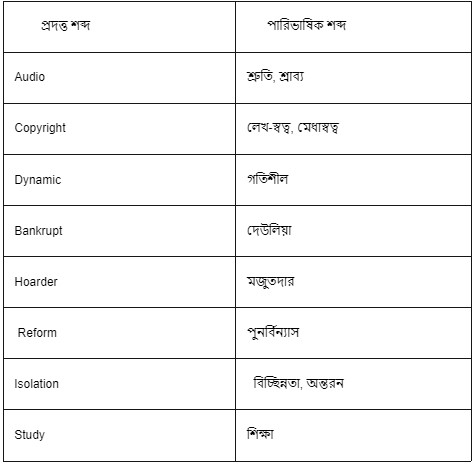 প্রদত্ত শব্দ পারিভাষিক শব্দ
Audio শ্রুতি, শ্রাব্য
Copyright লেখ-স্বত্ব, মেধাস্বত্ব
Dynamic গতিশীল
Bankrupt দেউলিয়া
Hoarder মজুতদার
Reform পুনর্বিন্যাস
Isolation বিচ্ছিন্নতা, অন্তরন
Study শিক্ষা